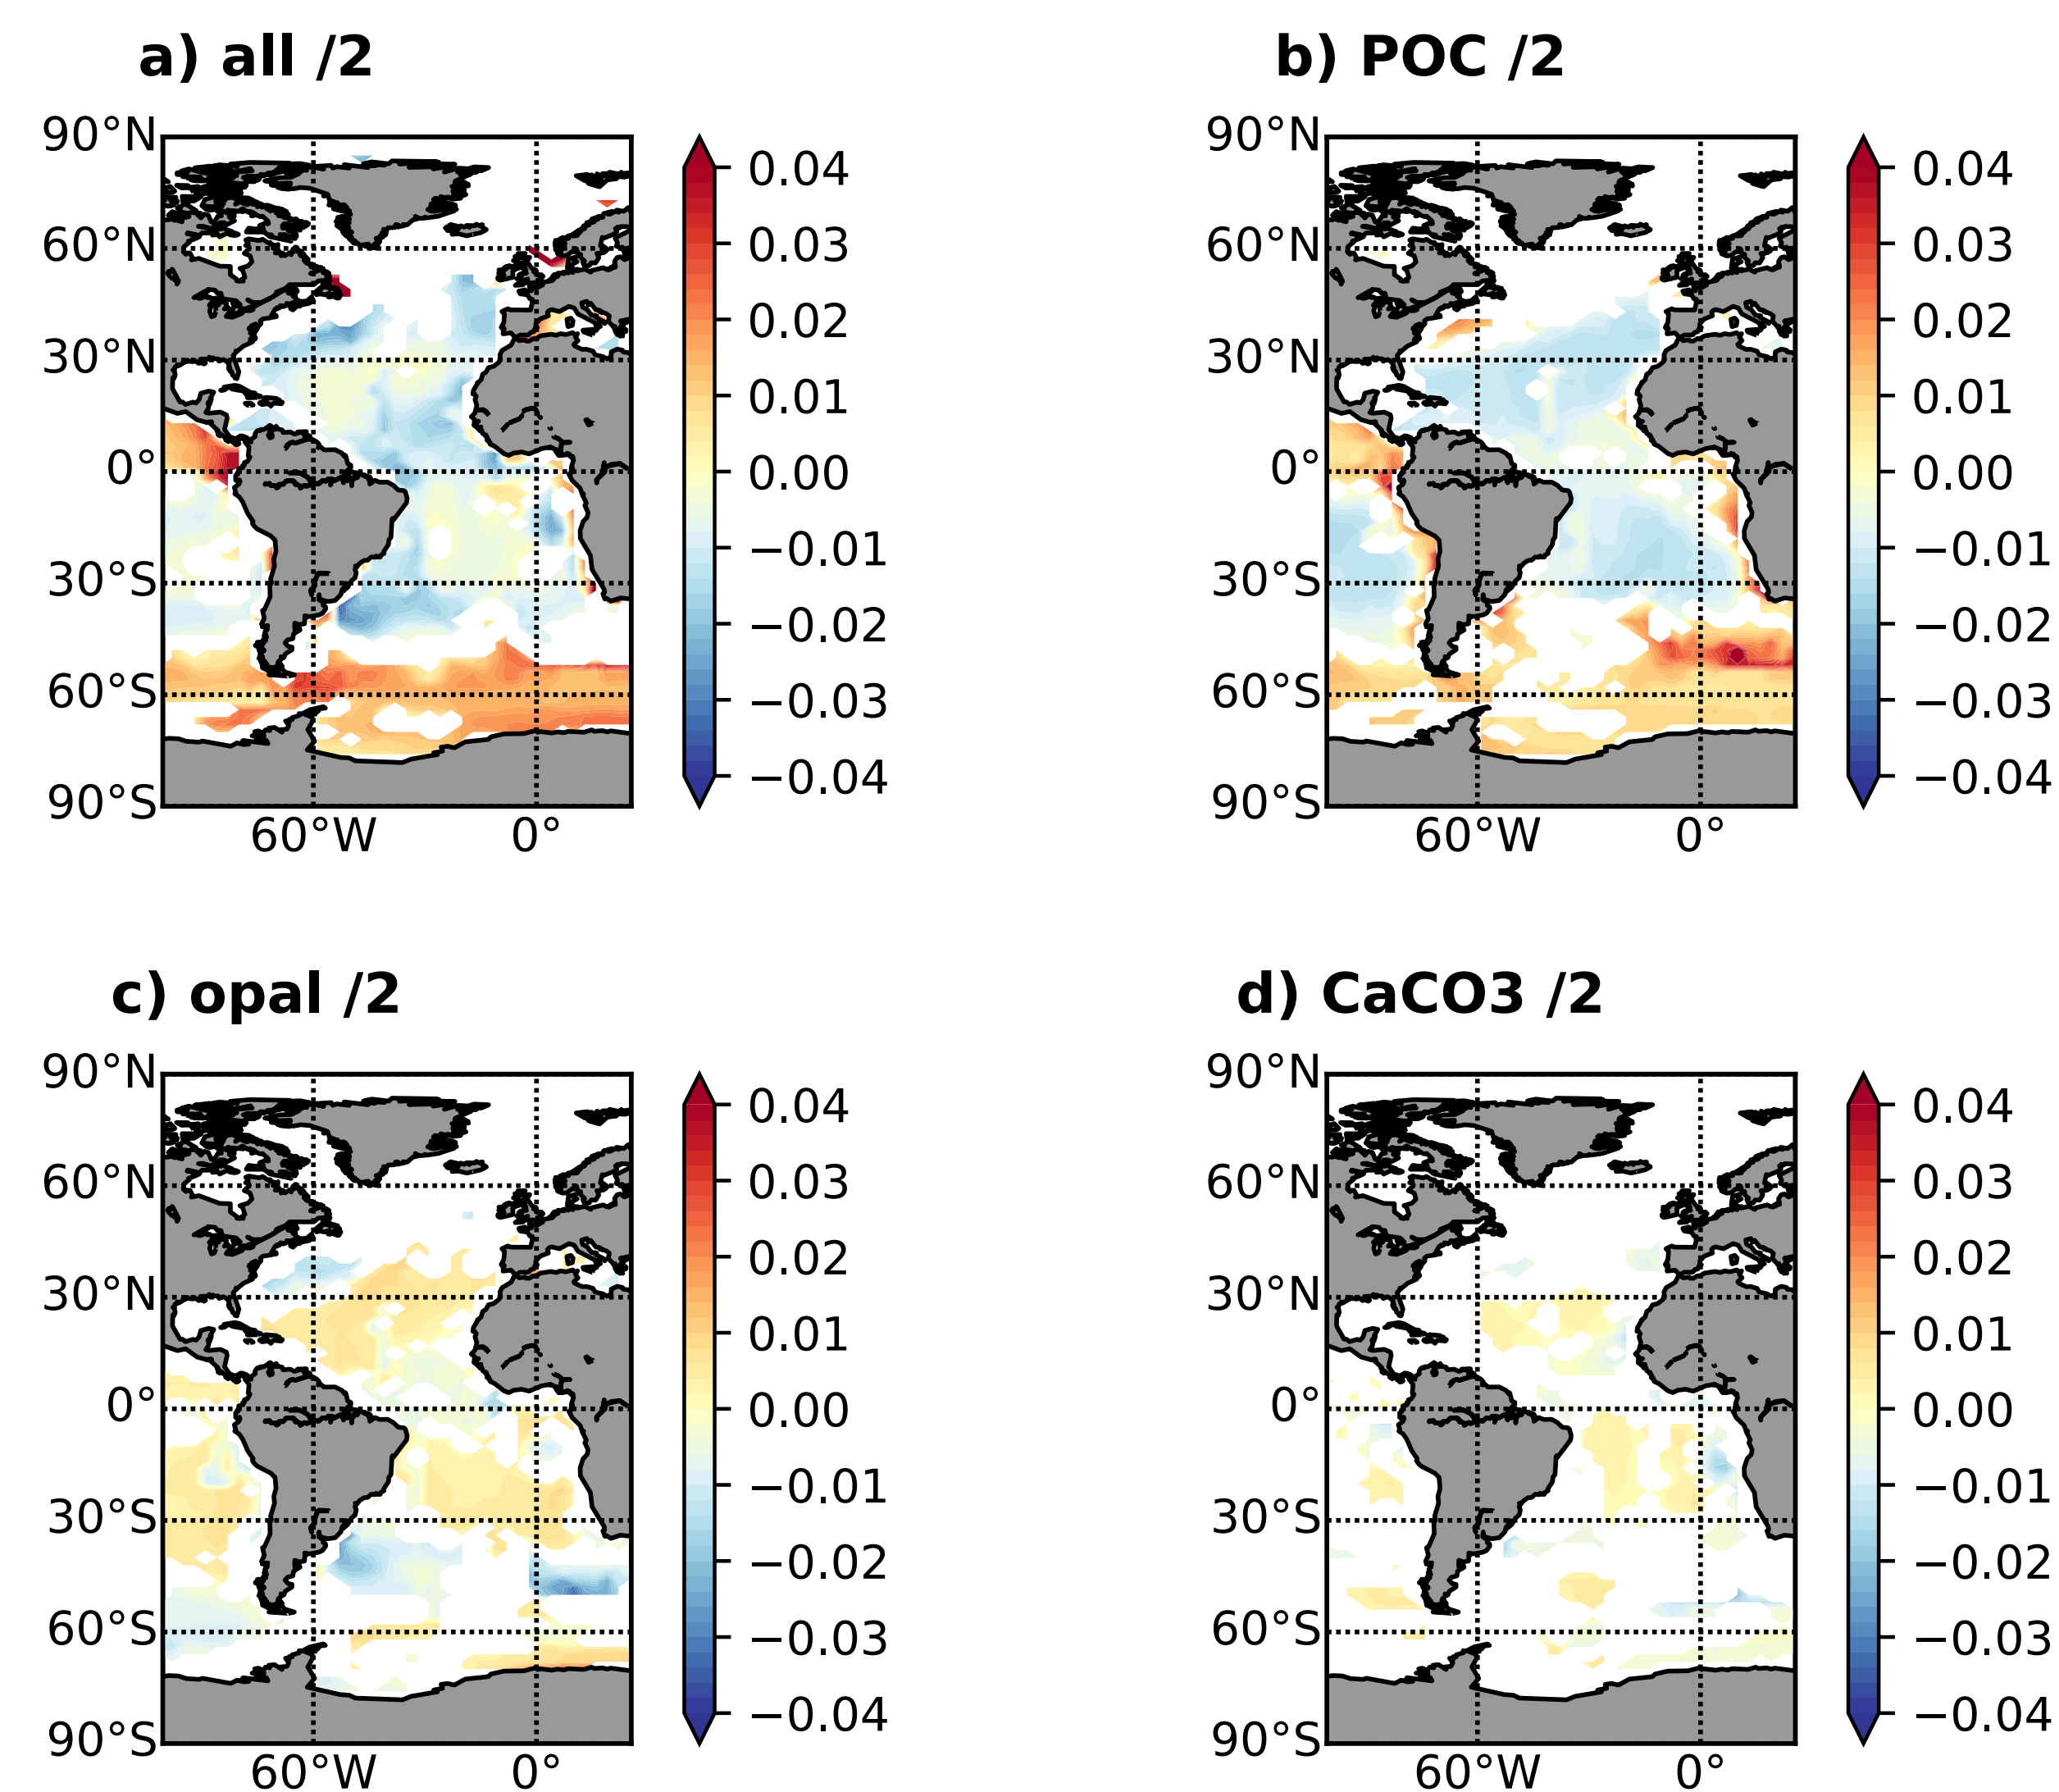 a) all /2
90°N
60°N
30°N
0°
30°S
60°S
90°S
60°W 0°
0.04
0.03
0.02
0.01
0.00
−0.01
−0.02
−0.03
−0.04
b) POC /2
90°N
60°N
30°N
0°
30°S
60°S
90°S
60°W 0°
0.04
0.03
0.02
0.01
0.00
−0.01
−0.02
−0.03
−0.04
c) opal /2
90°N
60°N
30°N
0°
30°S
60°S
90°S
60°W 0°
0.04
0.03
0.02
0.01
0.00
−0.01
−0.02
−0.03
−0.04
d) CaCO3 /2
90°N
60°N
30°N
0°
30°S
60°S
90°S
60°W 0°
0.04
0.03
0.02
0.01
0.00
−0.01
−0.02
−0.03
−0.04